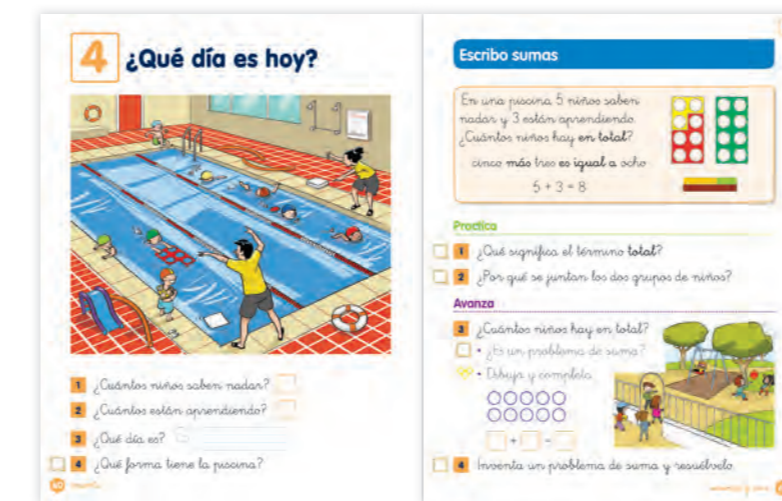 4 ¿Qué día es hoy?
1 ¿Cuántos niños saben nadar?
2 ¿Cuántos están aprendiendo?
3 ¿Qué día es?
4 ¿Qué forma tiene la piscina?
40
Escribo sumas
En una piscina 5 niños saben
nadar y 3 están aprendiendo.
¿Cuántos niños hay en total?
cinco más tres es igual a ocho
5 + 3 = 8
Practica
1 ¿Qué significa el término total?
2 ¿Por qué se juntan los dos grupos de niños?
Avanza
3 ¿Cuántos niños hay en total?
• ¿Es un problema de suma?
• Dibuja y completa.
+ =
4 Inventa un problema de suma y resuélvelo.